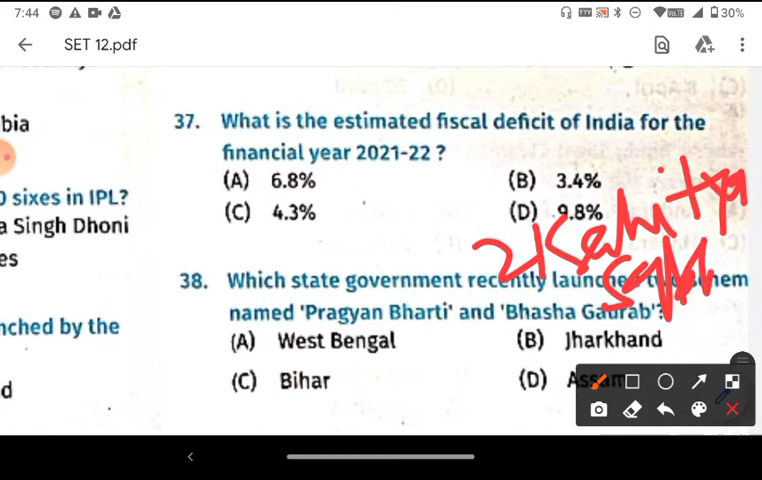 7:44
30%
SET 12.pdf
bia
0 sixes in IPL?
a Singh Dhoni
es
nched by the
d
37. What is the estimated fiscal deficit of India for the
financial year 2021-22 ?
(A) 6.8% (B) 3.4%
(C) 4.3% (D) 9.8%
38. Which state government recently launched two schem
named 'Pragyan Bharti' and 'Bhasha Gaurab'?
(A) West Bengal (B) Jharkhand
(C) Bihar (D) Assam